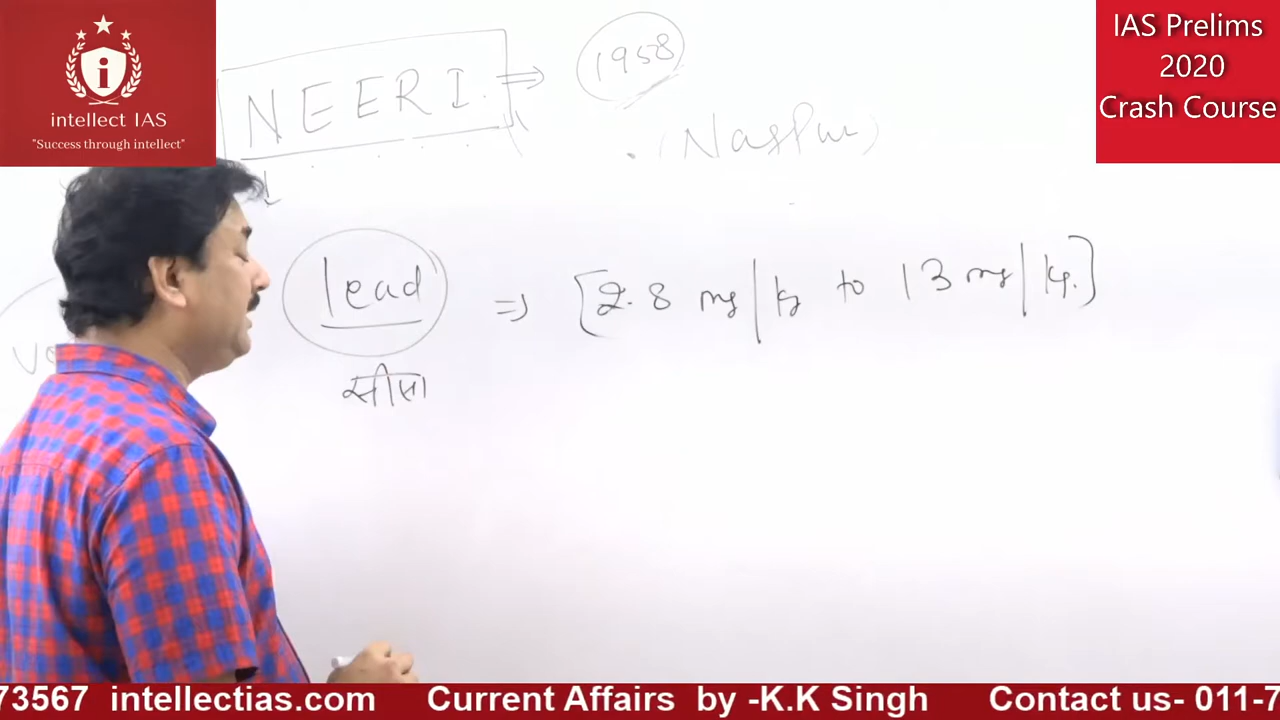 intellect IAS
"Success through intellect"
IAS Prelims
2020
Crash Course
NEERI. ⇒ 1958
(Nagpur)
lead ⇒ [2.8 mg/kg to 13 mg/kg.]
सीसा
73567 intellectias.com Current Affairs by -K.K Singh Contact us- 011-7